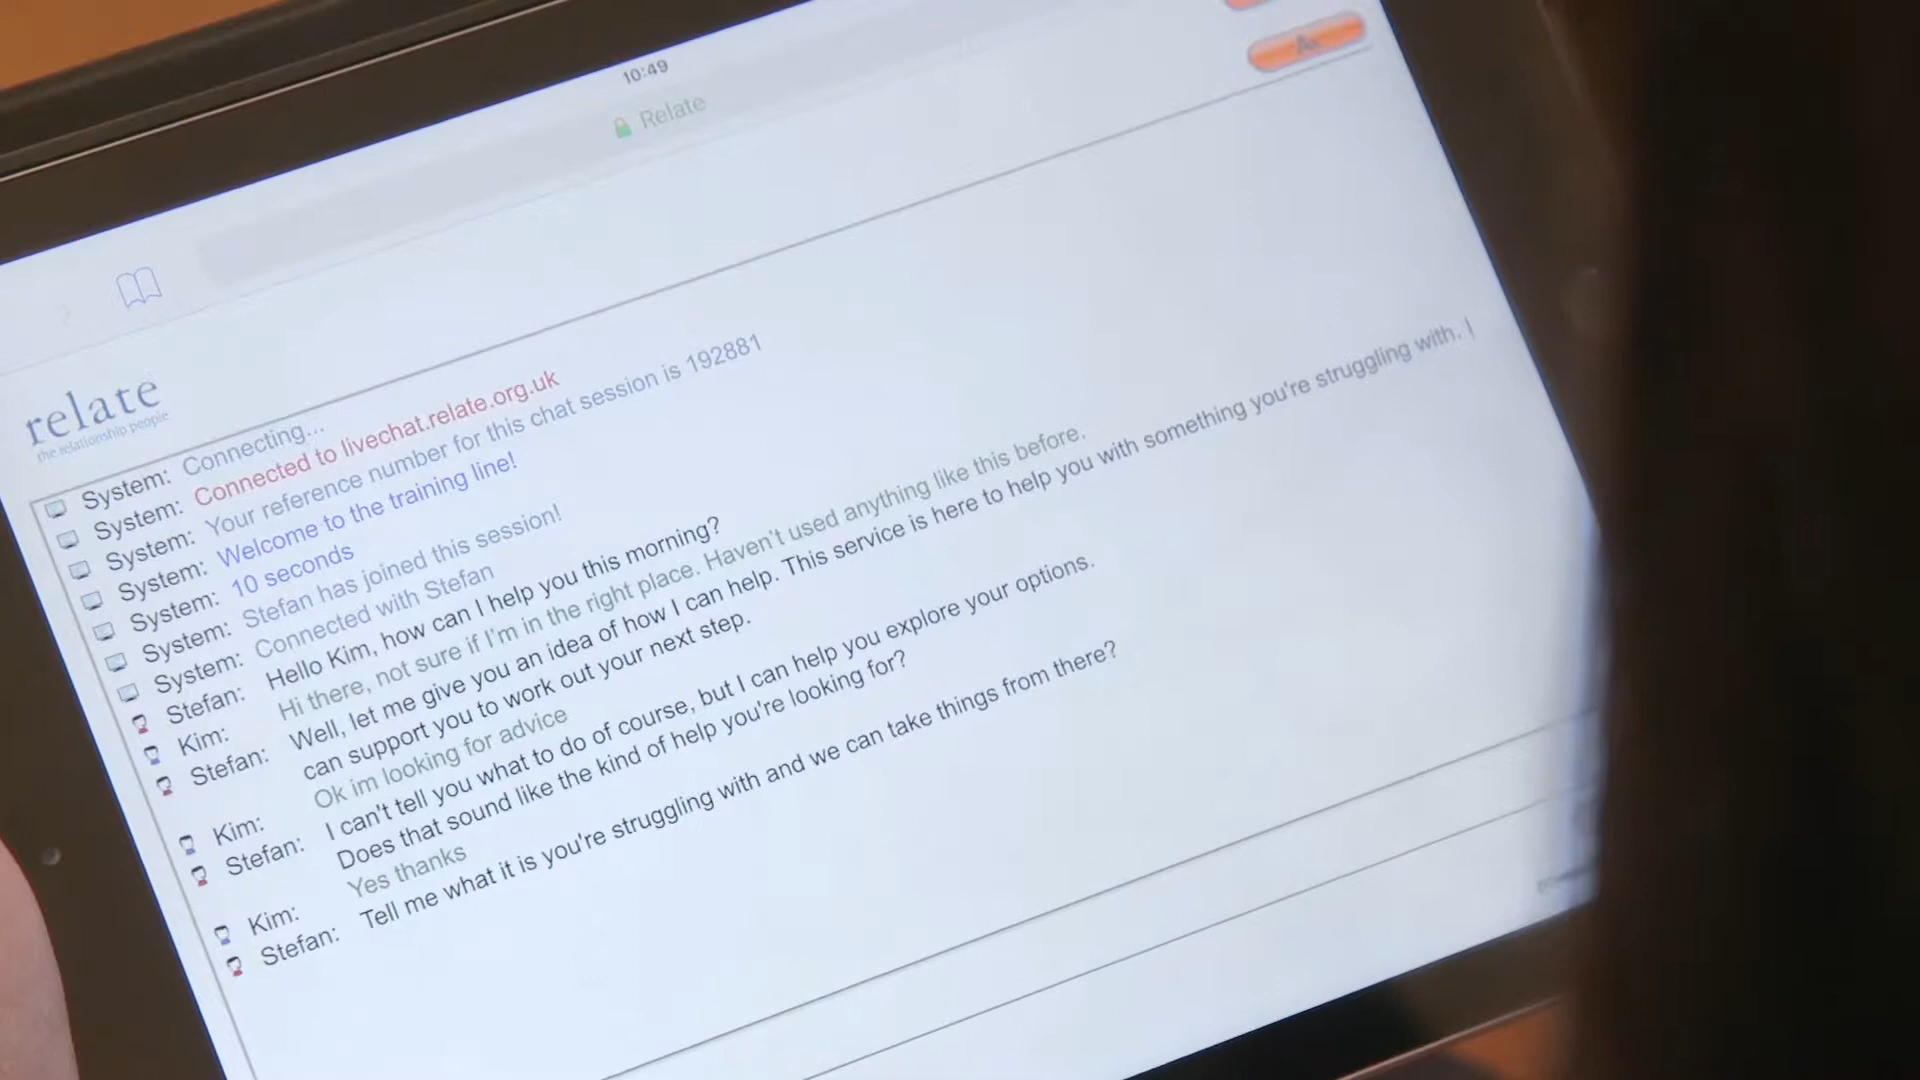 10:49
Relate
relate
the relationship people
System: Connecting...
System: Connected to livechat.relate.org.uk
System: Your reference number for this chat session is 192881
System: Welcome to the training line!
System: 10 seconds
System: Stefan has joined this session!
System: Connected with Stefan
Stefan: Hello Kim, how can I help you this morning?
Kim: Hi there, not sure if I'm in the right place. Haven't used anything like this before.
Stefan: Well, let me give you an idea of how I can help. This service is here to help you with something you're struggling with. I
can support you to work out your next step.
Kim: Ok im looking for advice
Stefan: I can't tell you what to do of course, but I can help you explore your options.
Does that sound like the kind of help you're looking for?
Kim: Yes thanks
Stefan: Tell me what it is you're struggling with and we can take things from there?